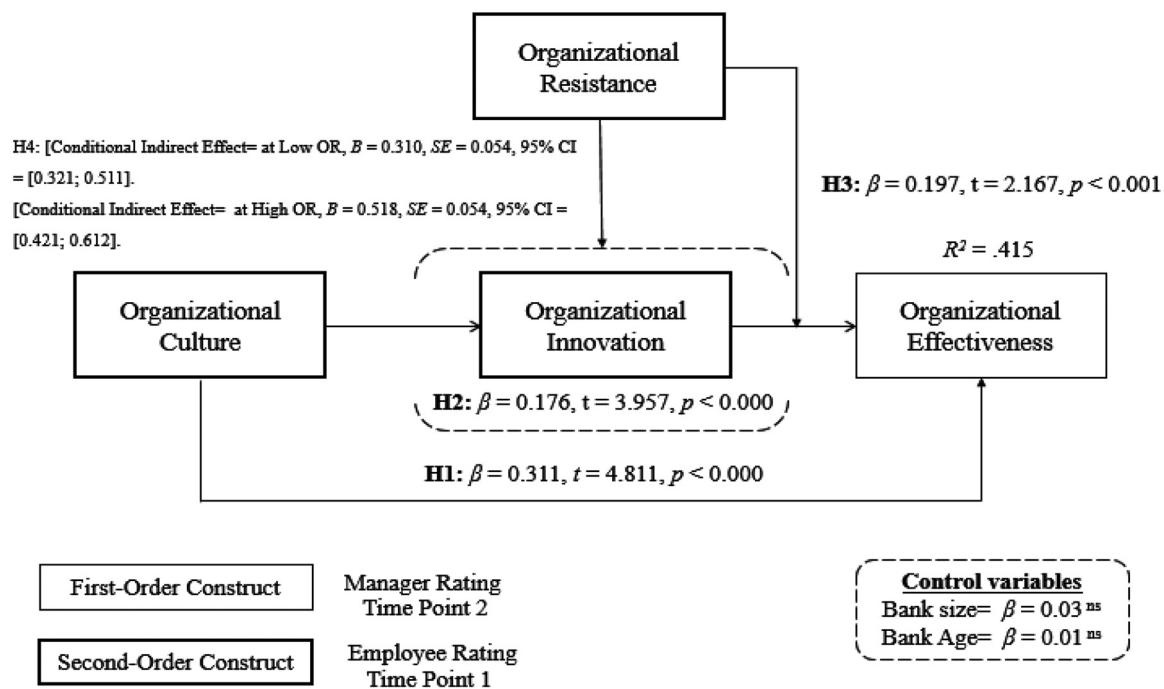 Organizational
Resistance
H4: [Conditional Indirect Effect= at Low OR, B = 0.310, SE = 0.054, 95% CI
= [0.321; 0.511].
[Conditional Indirect Effect= at High OR, B = 0.518, SE = 0.054, 95% CI =
[0.421; 0.612].
H3: β = 0.197, t = 2.167, p < 0.001
R² = .415
Organizational
Culture
Organizational
Innovation
Organizational
Effectiveness
H2: β = 0.176, t = 3.957, p < 0.000
H1: β = 0.311, t = 4.811, p < 0.000
First-Order Construct
Manager Rating
Time Point 2
Second-Order Construct
Employee Rating
Time Point 1
Control variables
Bank size= β = 0.03 ns
Bank Age= β = 0.01 ns